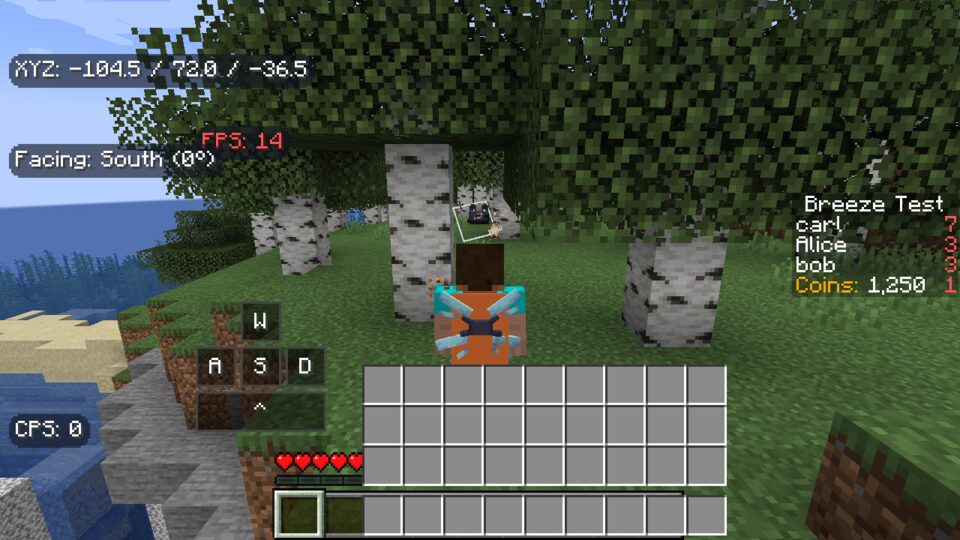 XYZ: -104.5 / 72.0 / -36.5
FPS: 14
Facing: South (0°)
Breeze Test
carl 7
Alice 3
bob 3
Coins: 1,250 1
W
A S D
^
CPS: 0